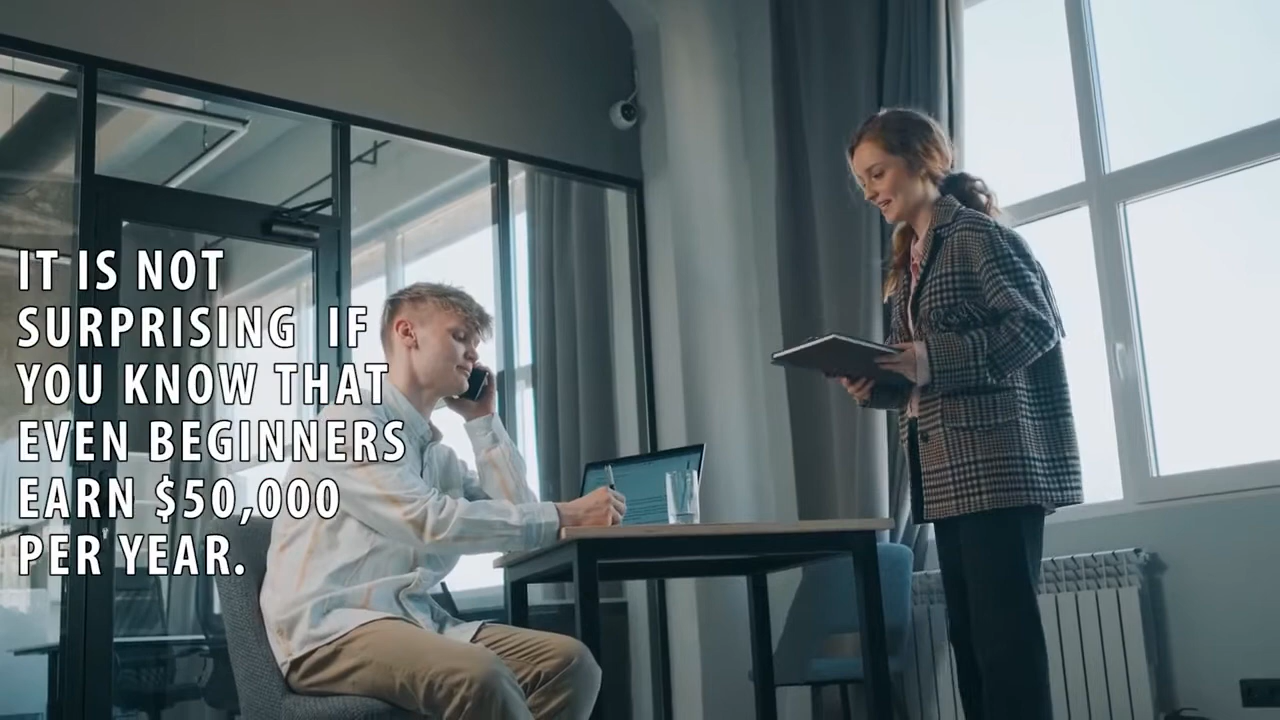 IT IS NOT
SURPRISING IF
YOU KNOW THAT
EVEN BEGINNERS
EARN $50,000
PER YEAR.